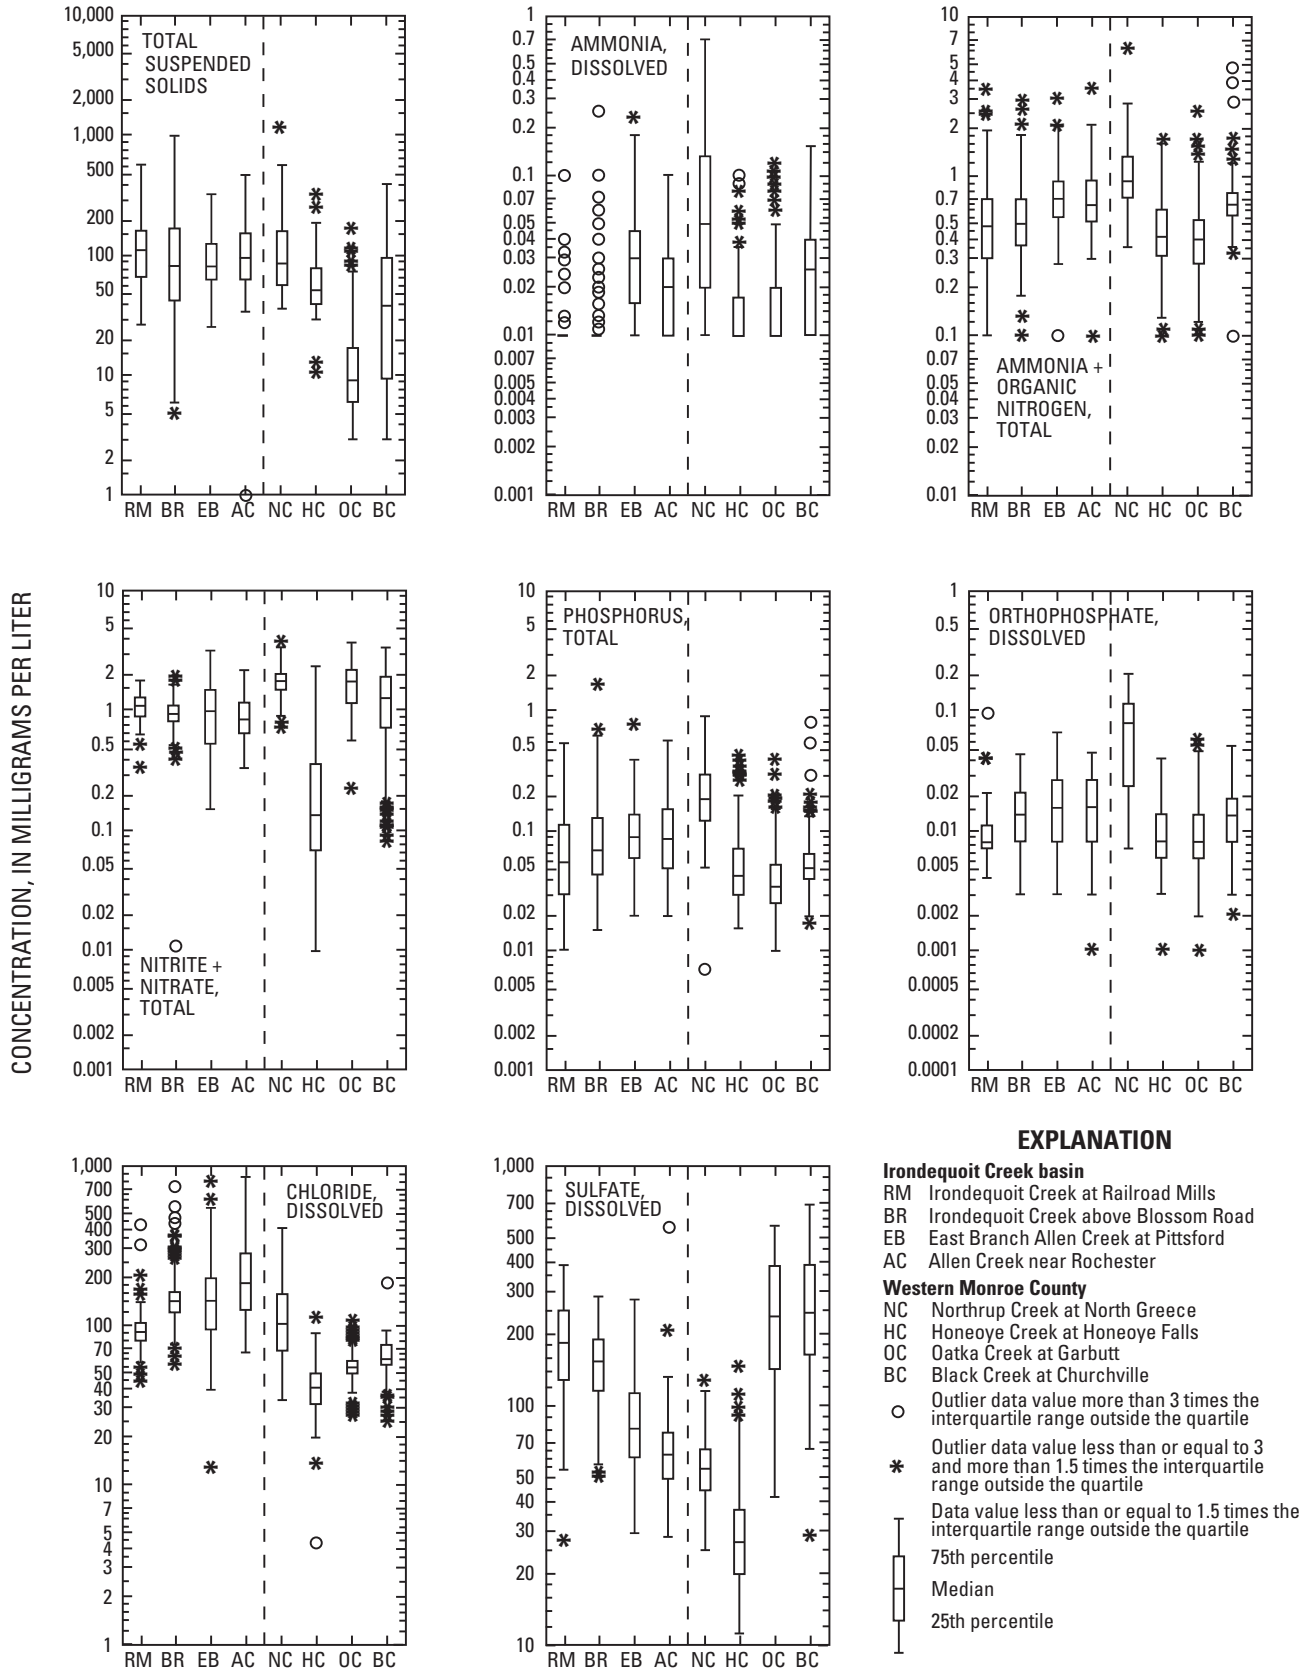 CONCENTRATION, IN MILLIGRAMS PER LITER
TOTAL
SUSPENDED
SOLIDS
10,000
5,000
2,000
1,000
500
200
100
50
20
10
5
2
1
RM BR EB AC NC HC OC BC
AMMONIA,
DISSOLVED
1
0.7
0.5
0.4
0.3
0.2
0.1
0.07
0.05
0.04
0.03
0.02
0.01
0.007
0.005
0.004
0.003
0.002
0.001
RM BR EB AC NC HC OC BC
10
7
5
4
3
2
1
0.7
0.5
0.4
0.3
0.2
0.1
0.07
0.05
0.04
0.03
0.02
0.01
AMMONIA +
ORGANIC
NITROGEN,
TOTAL
RM BR EB AC NC HC OC BC
10
5
2
1
0.5
0.2
0.1
0.05
0.02
0.01
0.005
0.002
0.001
NITRITE +
NITRATE,
TOTAL
RM BR EB AC NC HC OC BC
PHOSPHORUS,
TOTAL
10
5
2
1
0.5
0.2
0.1
0.05
0.02
0.01
0.005
0.002
0.001
RM BR EB AC NC HC OC BC
ORTHOPHOSPHATE,
DISSOLVED
1
0.5
0.2
0.1
0.05
0.02
0.01
0.005
0.002
0.001
0.0005
0.0002
0.0001
RM BR EB AC NC HC OC BC
CHLORIDE,
DISSOLVED
1,000
700
500
400
300
200
100
70
50
40
30
20
10
7
5
4
3
2
1
RM BR EB AC NC HC OC BC
SULFATE,
DISSOLVED
1,000
700
500
400
300
200
100
70
50
40
30
20
10
RM BR EB AC NC HC OC BC
EXPLANATION
Irondequoit Creek basin
RM Irondequoit Creek at Railroad Mills
BR Irondequoit Creek above Blossom Road
EB East Branch Allen Creek at Pittsford
AC Allen Creek near Rochester
Western Monroe County
NC Northrup Creek at North Greece
HC Honeoye Creek at Honeoye Falls
OC Oatka Creek at Garbutt
BC Black Creek at Churchville
Outlier data value more than 3 times the
interquartile range outside the quartile
Outlier data value less than or equal to 3
and more than 1.5 times the interquartile
range outside the quartile
Data value less than or equal to 1.5 times the
interquartile range outside the quartile
75th percentile
Median
25th percentile